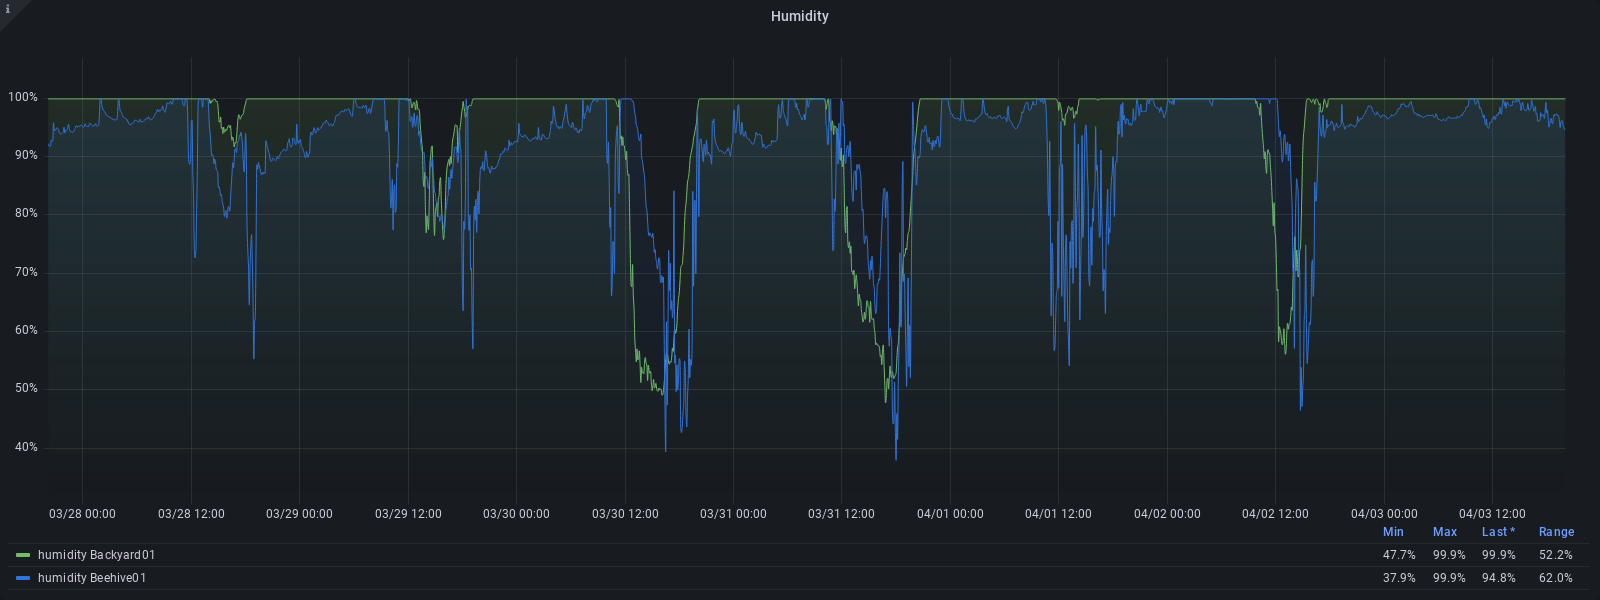 i
Humidity
100%
90%
80%
70%
60%
50%
40%
03/28 00:00 03/28 12:00 03/29 00:00 03/29 12:00 03/30 00:00 03/30 12:00 03/31 00:00 03/31 12:00 04/01 00:00 04/01 12:00 04/02 00:00 04/02 12:00 04/03 00:00 04/03 12:00
Min Max Last * Range
humidity Backyard01 47.7% 99.9% 99.9% 52.2%
humidity Beehive01 37.9% 99.9% 94.8% 62.0%